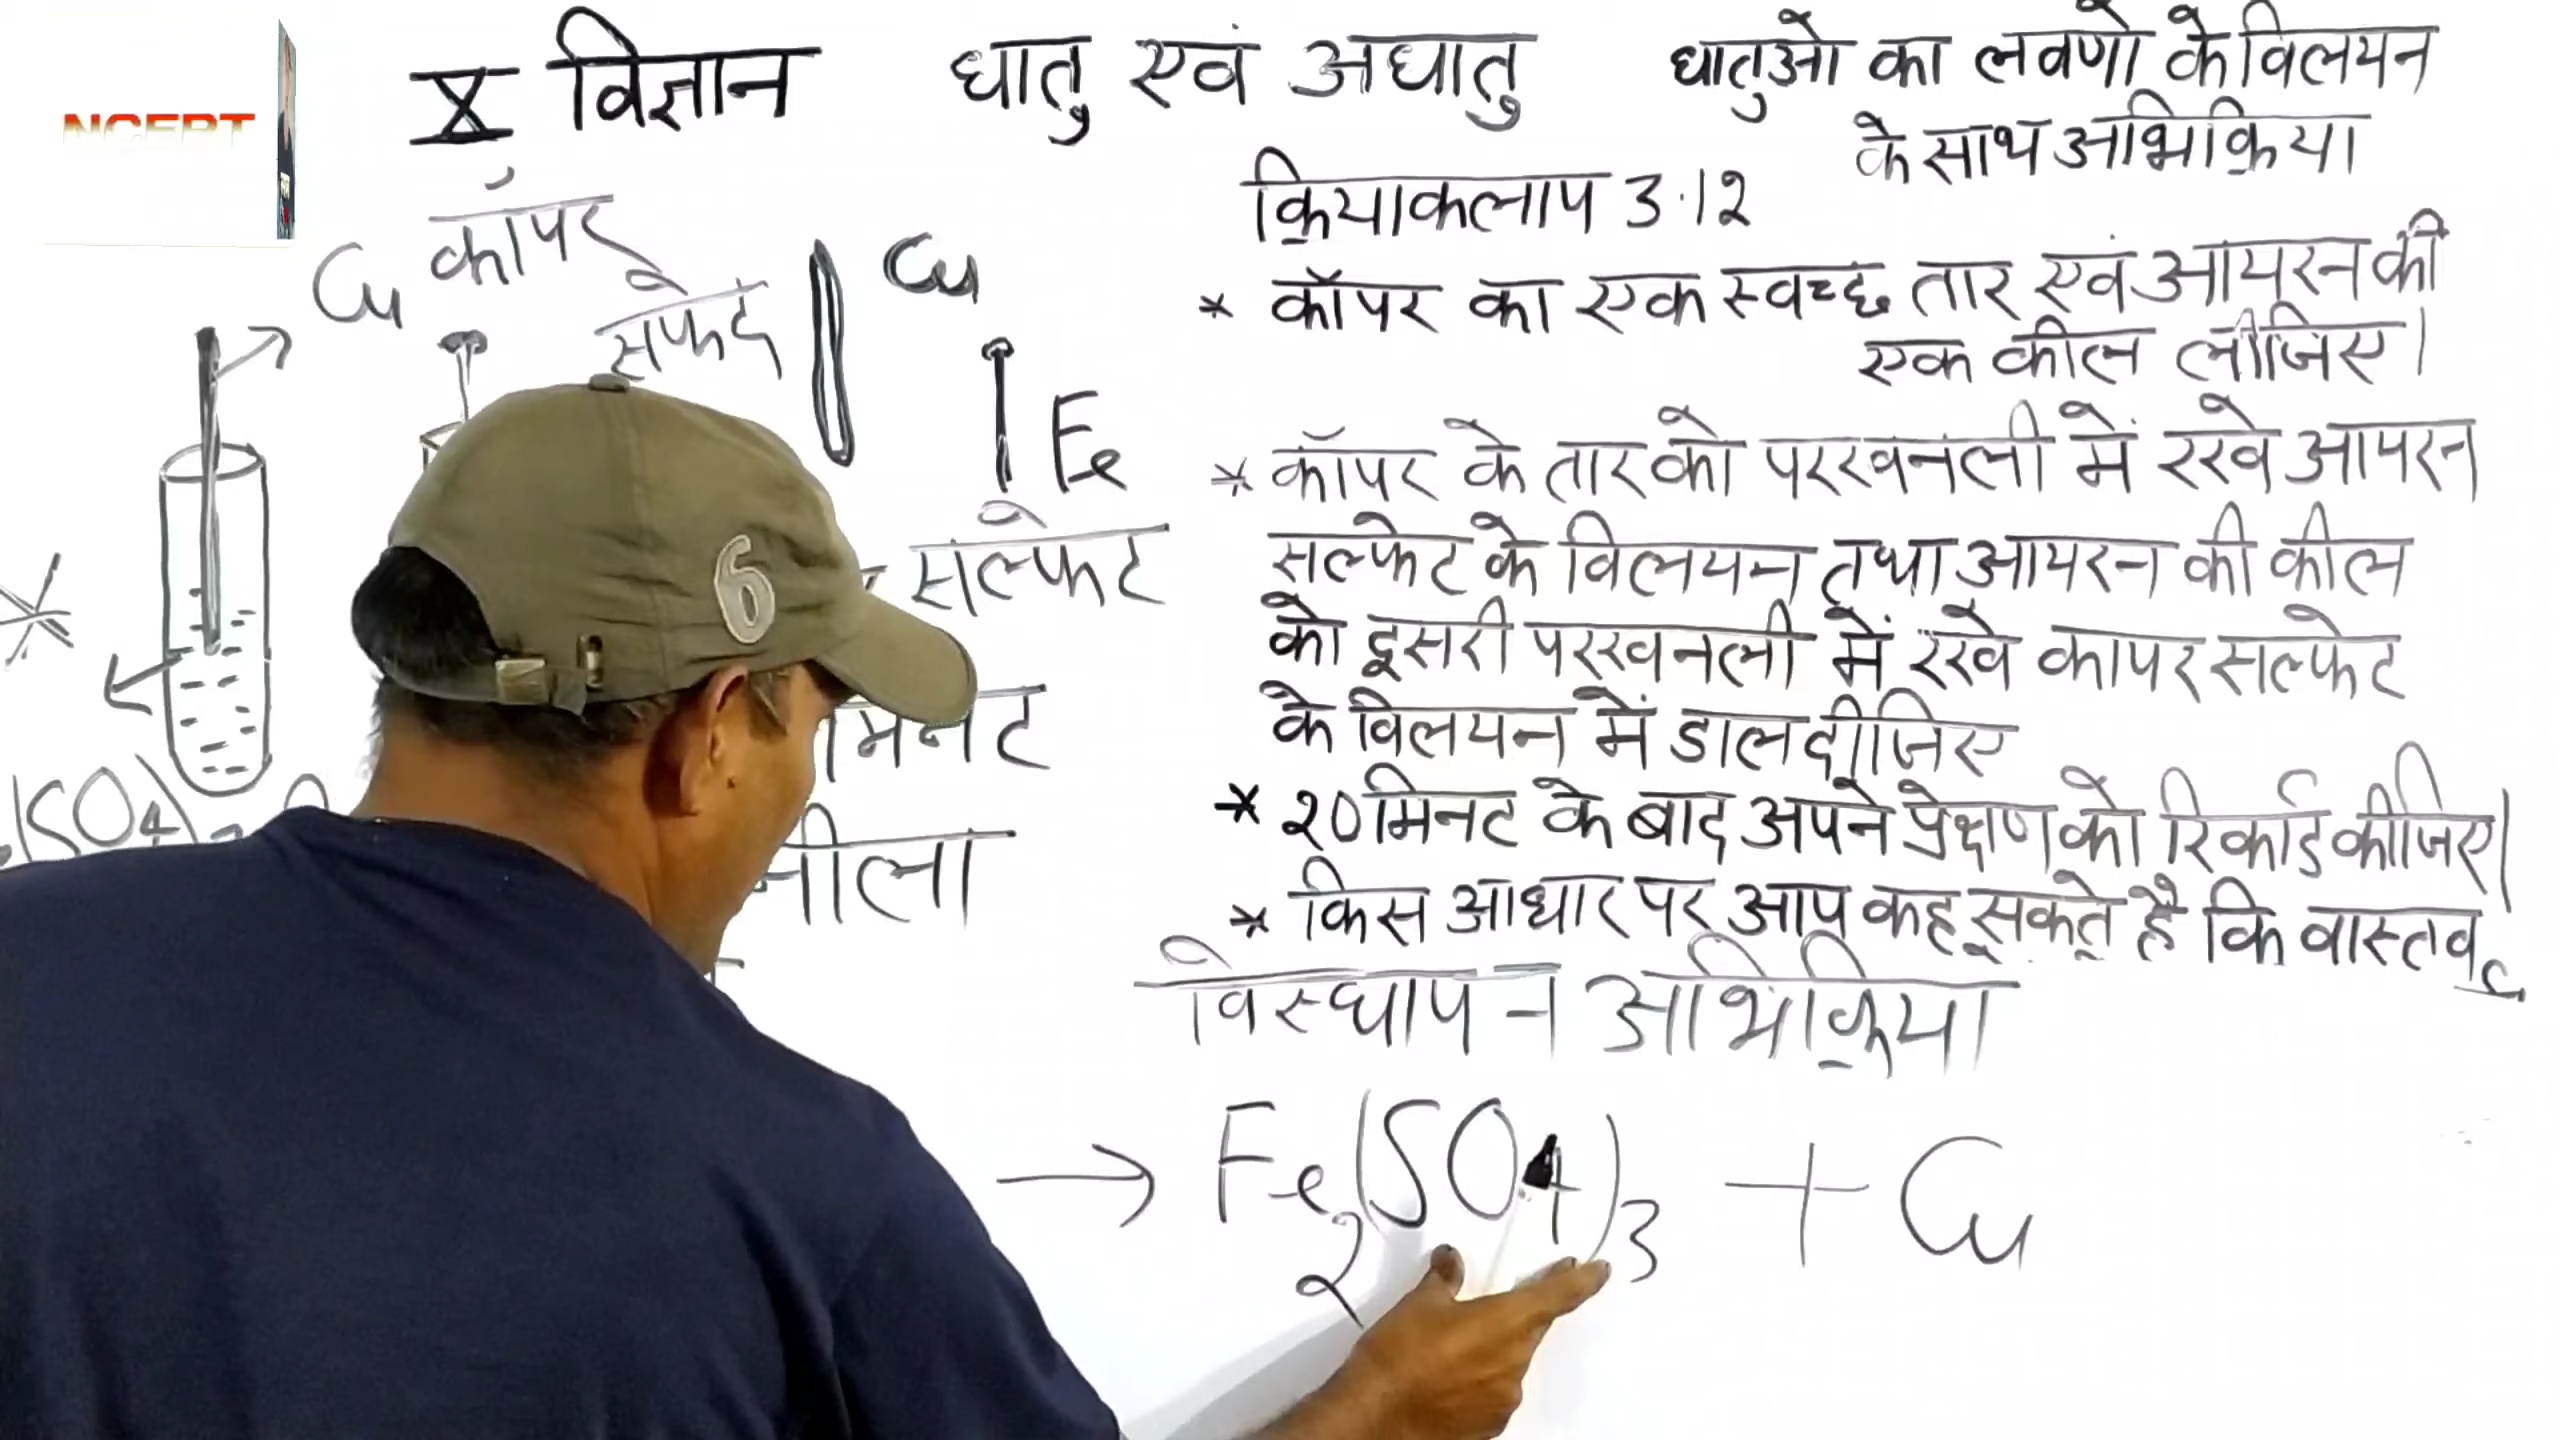 NCERT
X विज्ञान धातु एवं अधातु
धातुओ का लवणो के विलयन
के साथ अभिक्रिया
क्रियाकलाप 3.12
* कॉपर का एक स्वच्छ तार एवं आयरन की
एक कील लीजिए।
* कॉपर के तार को परखनली में रखे आयरन
सल्फेट के विलयन तथा आयरन की कील
को दूसरी परखनली में रखे कापर सल्फेट
के विलयन में डाल दीजिए
* 20 मिनट के बाद अपने प्रेक्षण को रिकार्ड कीजिए।
* किस आधार पर आप कह सकते है कि वास्तव
विस्थापन अभिक्रिया
→ Fe2(SO4)3 + Cu
Cu कॉपर
सफेद
Cu
Fe
सल्फेट
मिनट
(SO4)